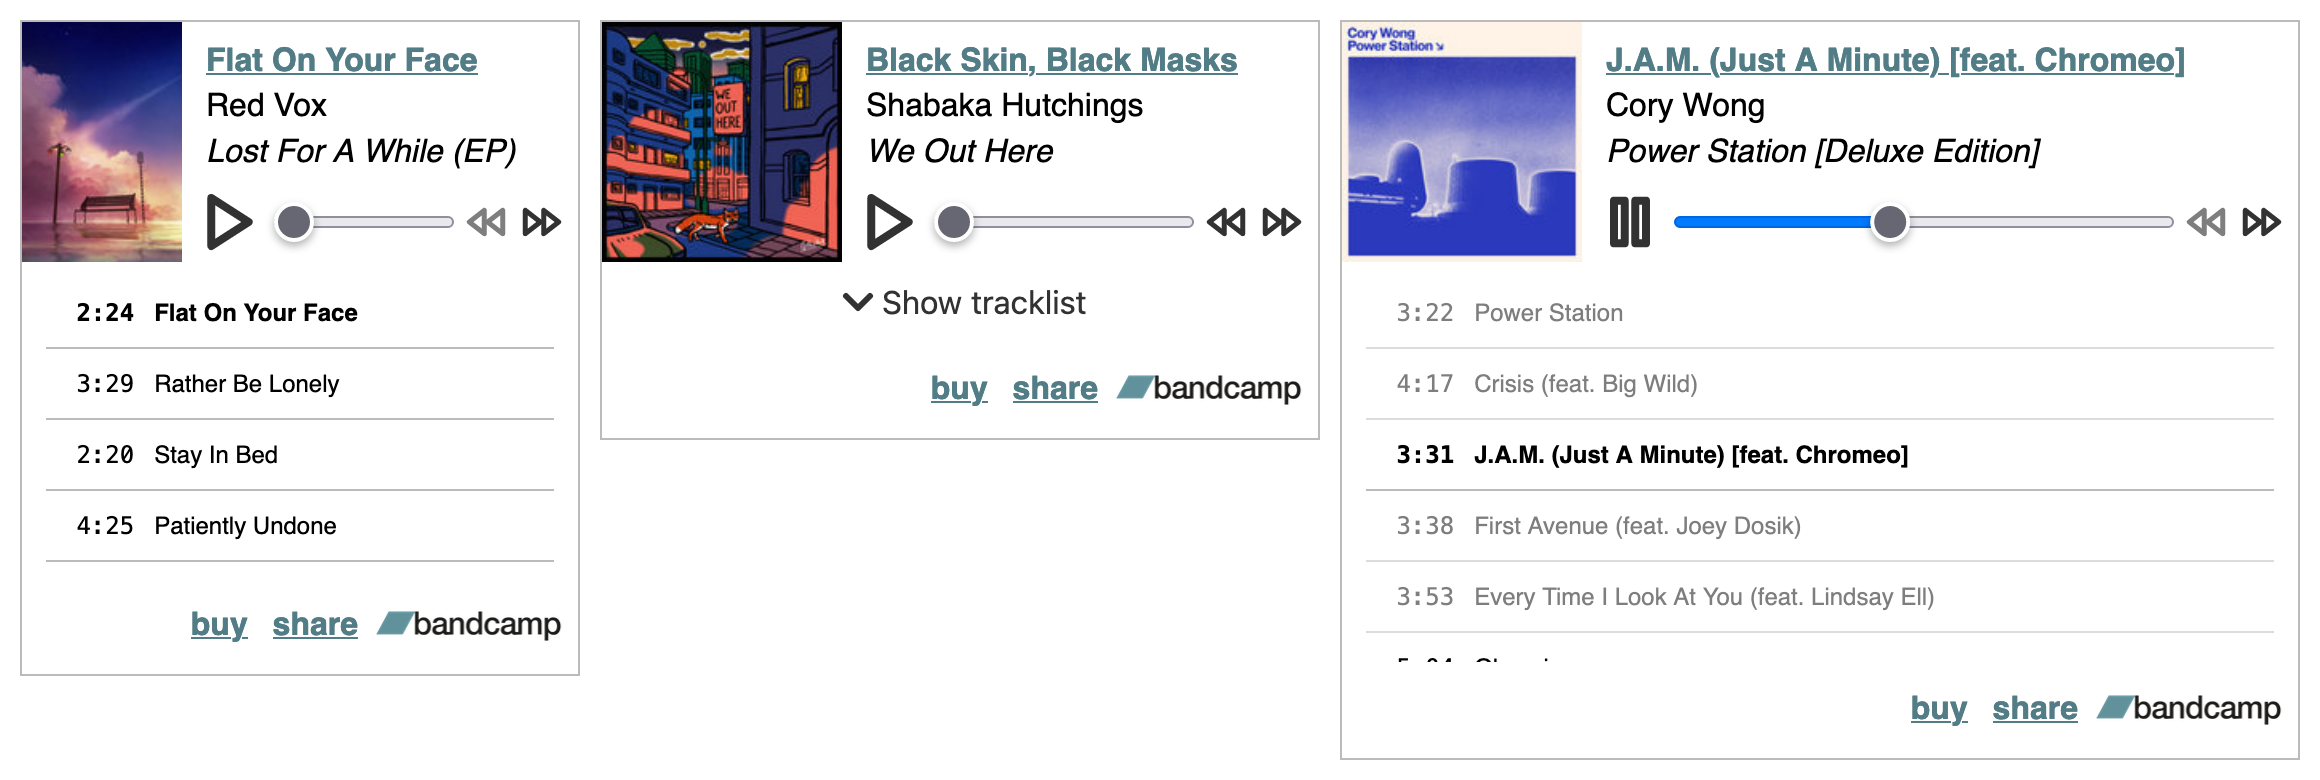 Flat On Your Face
Red Vox
Lost For A While (EP)
2:24 Flat On Your Face
3:29 Rather Be Lonely
2:20 Stay In Bed
4:25 Patiently Undone
buy share bandcamp
WE
OUT
HERE
Black Skin, Black Masks
Shabaka Hutchings
We Out Here
Show tracklist
buy share bandcamp
Cory Wong
Power Station ↘
J.A.M. (Just A Minute) [feat. Chromeo]
Cory Wong
Power Station [Deluxe Edition]
3:22 Power Station
4:17 Crisis (feat. Big Wild)
3:31 J.A.M. (Just A Minute) [feat. Chromeo]
3:38 First Avenue (feat. Joey Dosik)
3:53 Every Time I Look At You (feat. Lindsay Ell)
buy share bandcamp